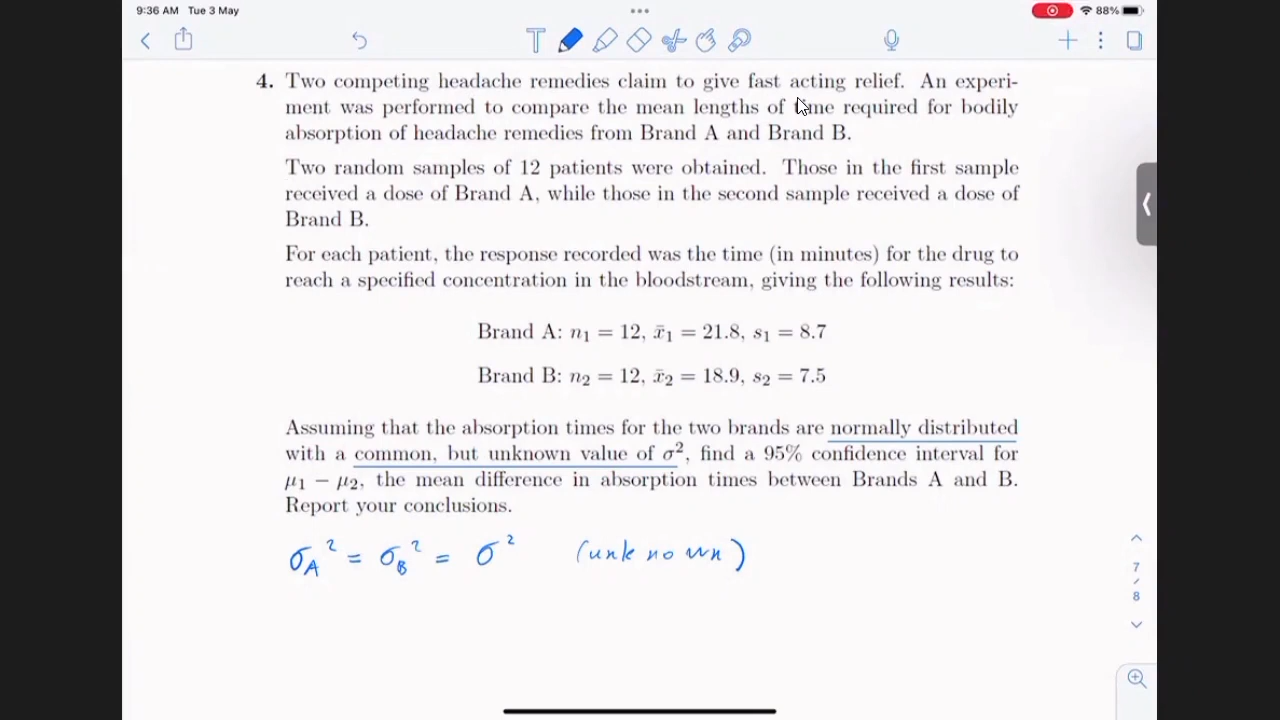 9:36 AM Tue 3 May
88%
4. Two competing headache remedies claim to give fast acting relief. An experi-
ment was performed to compare the mean lengths of time required for bodily
absorption of headache remedies from Brand A and Brand B.
Two random samples of 12 patients were obtained. Those in the first sample
received a dose of Brand A, while those in the second sample received a dose of
Brand B.
For each patient, the response recorded was the time (in minutes) for the drug to
reach a specified concentration in the bloodstream, giving the following results:
Brand A: n₁ = 12, x̄₁ = 21.8, s₁ = 8.7
Brand B: n₂ = 12, x̄₂ = 18.9, s₂ = 7.5
Assuming that the absorption times for the two brands are normally distributed
with a common, but unknown value of σ², find a 95% confidence interval for
μ₁ − μ₂, the mean difference in absorption times between Brands A and B.
Report your conclusions.
σ_A² = σ_B² = σ² (unknown)
7
/
8